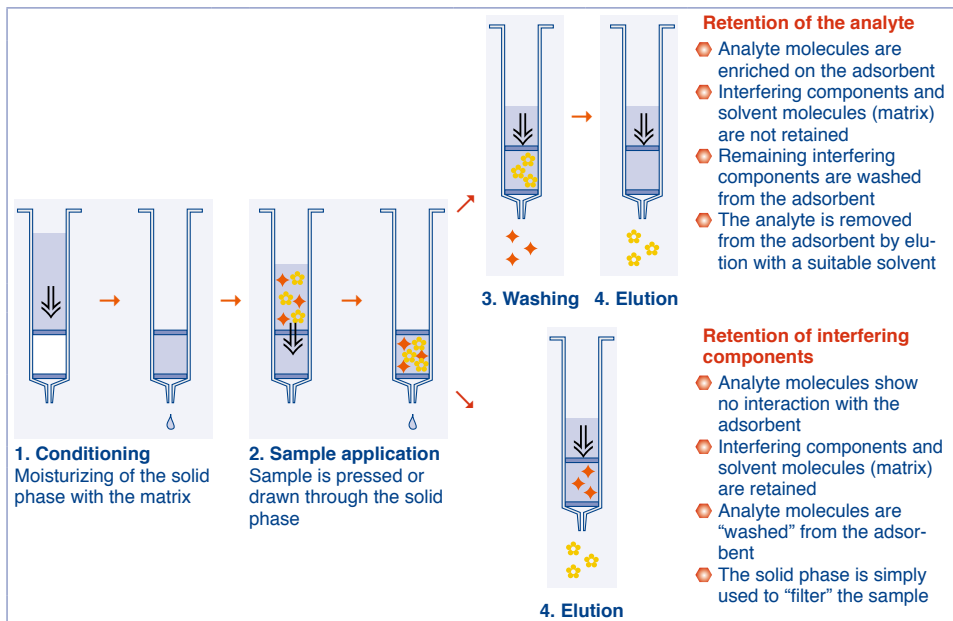 1. Conditioning
Moisturizing of the solid
phase with the matrix
2. Sample application
Sample is pressed or
drawn through the solid
phase
3. Washing
4. Elution
Retention of the analyte
Analyte molecules are
enriched on the adsorbent
Interfering components and
solvent molecules (matrix)
are not retained
Remaining interfering
components are washed
from the adsorbent
The analyte is removed
from the adsorbent by elu-
tion with a suitable solvent
4. Elution
Retention of interfering
components
Analyte molecules show
no interaction with the
adsorbent
Interfering components and
solvent molecules (matrix)
are retained
Analyte molecules are
“washed” from the adsor-
bent
The solid phase is simply
used to “filter” the sample